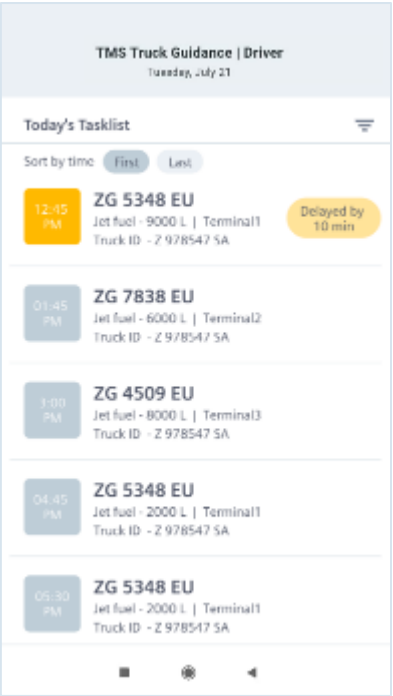 TMS Truck Guidance | Driver
Tuesday, July 21
Today's Tasklist
Sort by time First Last
12:45
PM
ZG 5348 EU
Jet fuel - 9000 L | Terminal1
Truck ID - Z 978547 SA
Delayed by
10 min
01:45
PM
ZG 7838 EU
Jet fuel - 6000 L | Terminal2
Truck ID - Z 978547 SA
3:00
PM
ZG 4509 EU
Jet fuel - 8000 L | Terminal3
Truck ID - Z 978547 SA
04:45
PM
ZG 5348 EU
Jet fuel - 2000 L | Terminal1
Truck ID - Z 978547 SA
05:30
PM
ZG 5348 EU
Jet fuel - 2000 L | Terminal1
Truck ID - Z 978547 SA